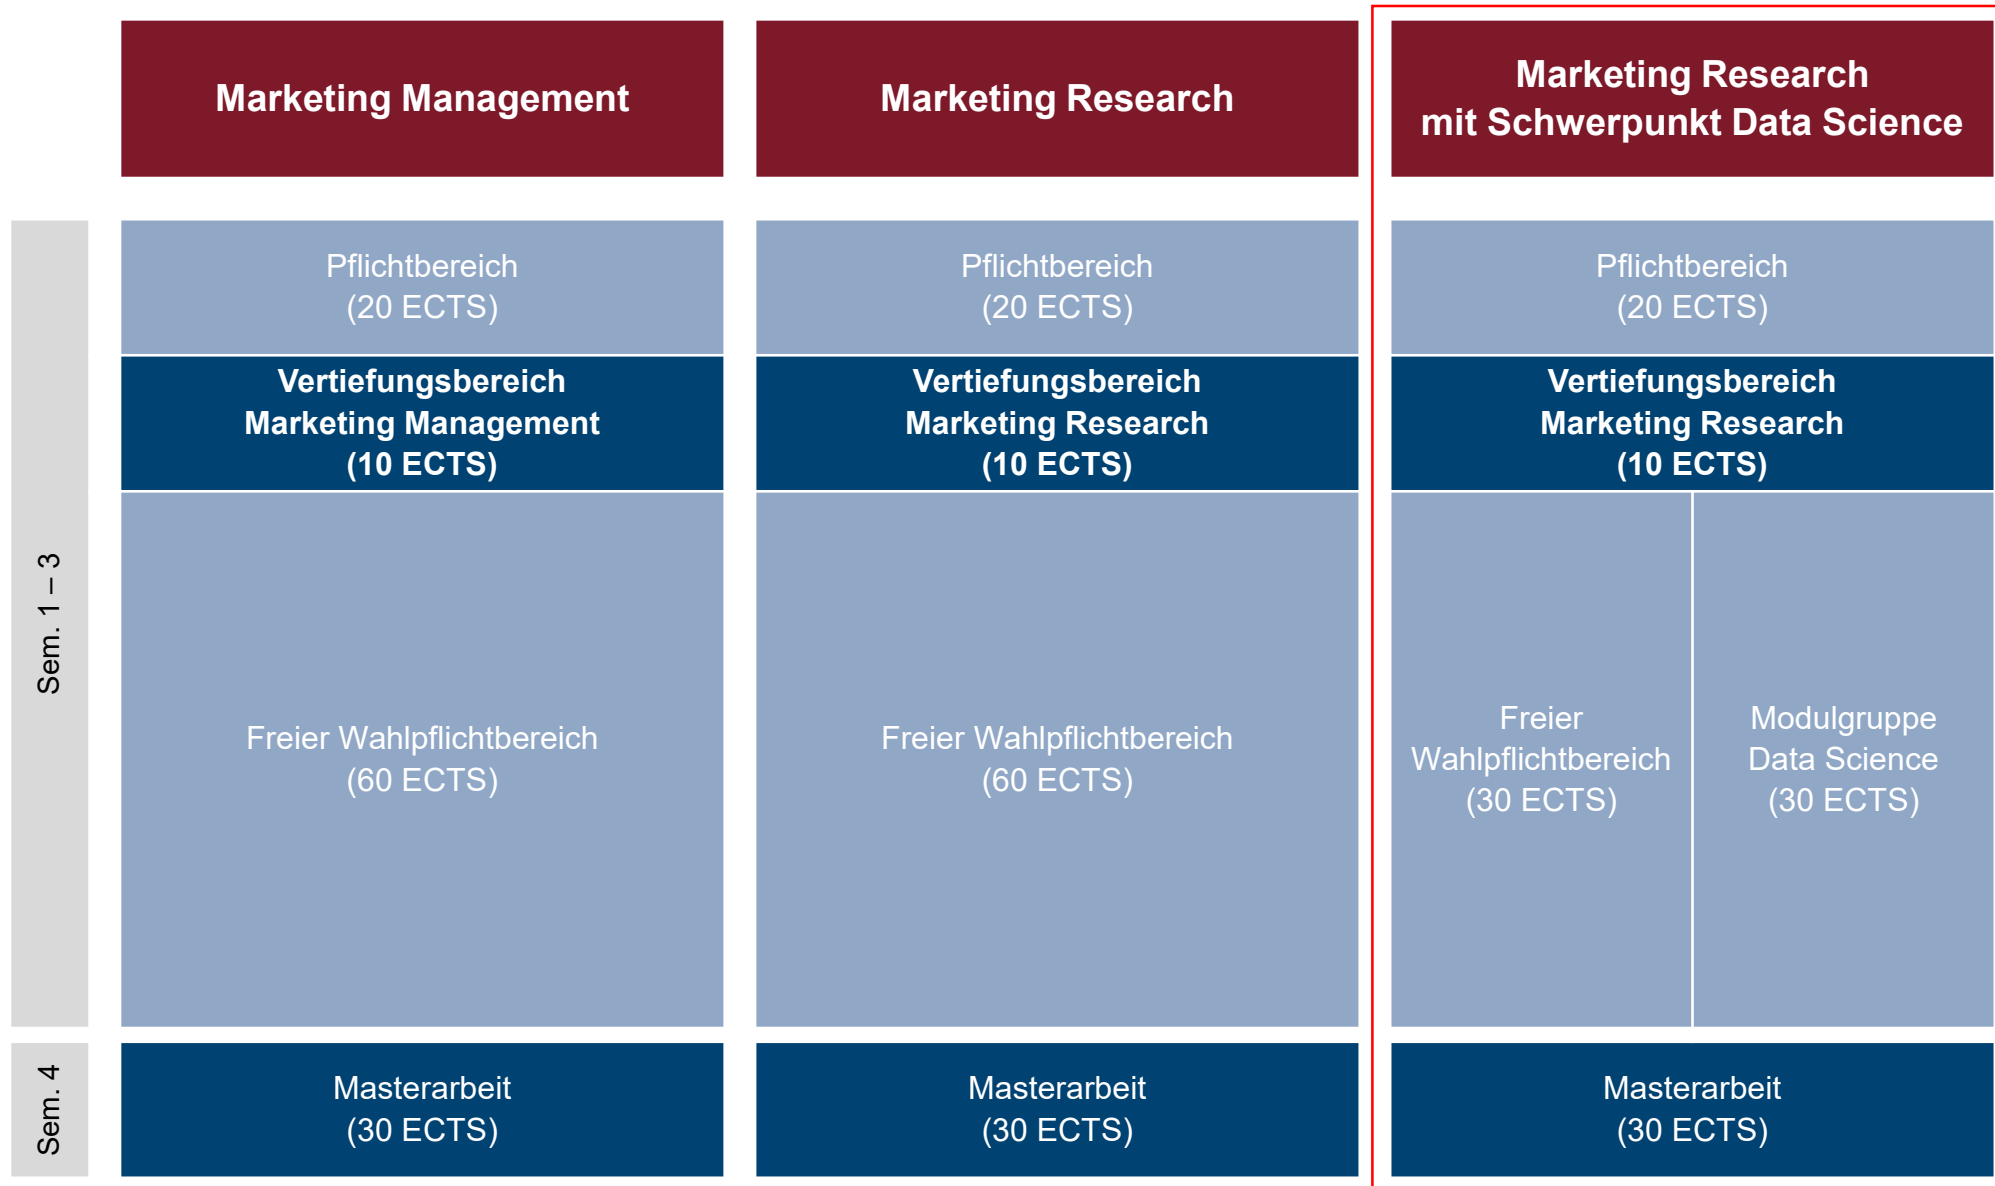 Marketing Management
Marketing Research
Marketing Research
mit Schwerpunkt Data Science
Sem. 1 – 3
Pflichtbereich
(20 ECTS)
Pflichtbereich
(20 ECTS)
Pflichtbereich
(20 ECTS)
Vertiefungsbereich
Marketing Management
(10 ECTS)
Vertiefungsbereich
Marketing Research
(10 ECTS)
Vertiefungsbereich
Marketing Research
(10 ECTS)
Freier Wahlpflichtbereich
(60 ECTS)
Freier Wahlpflichtbereich
(60 ECTS)
Freier
Wahlpflichtbereich
(30 ECTS)
Modulgruppe
Data Science
(30 ECTS)
Sem. 4
Masterarbeit
(30 ECTS)
Masterarbeit
(30 ECTS)
Masterarbeit
(30 ECTS)